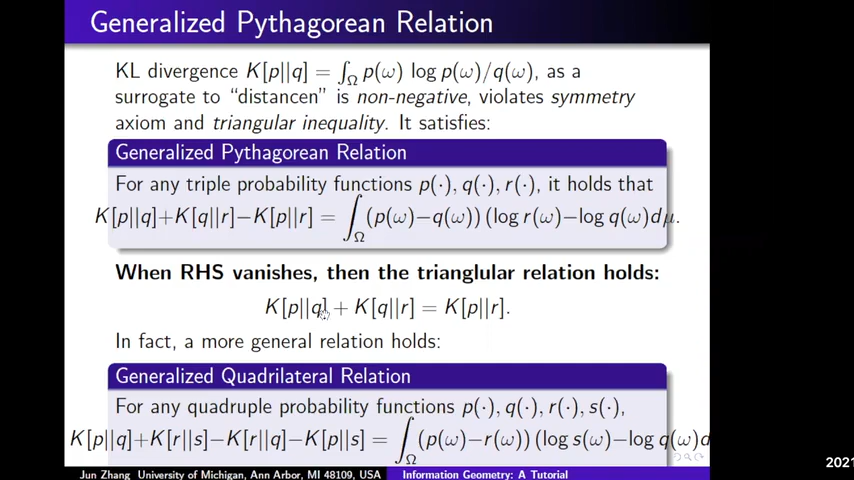 Generalized Pythagorean Relation
KL divergence K[p||q] = ∫_Ω p(ω) log p(ω)/q(ω), as a
surrogate to “distancen” is non-negative, violates symmetry
axiom and triangular inequality. It satisfies:
Generalized Pythagorean Relation
For any triple probability functions p(·), q(·), r(·), it holds that
K[p||q]+K[q||r]−K[p||r] = ∫_Ω (p(ω)−q(ω)) (log r(ω)−log q(ω)dμ.
When RHS vanishes, then the trianglular relation holds:
K[p||q] + K[q||r] = K[p||r].
In fact, a more general relation holds:
Generalized Quadrilateral Relation
For any quadruple probability functions p(·), q(·), r(·), s(·),
K[p||q]+K[r||s]−K[r||q]−K[p||s] = ∫_Ω (p(ω)−r(ω)) (log s(ω)−log q(ω)d
2021
Jun Zhang University of Michigan, Ann Arbor, MI 48109, USA Information Geometry: A Tutorial